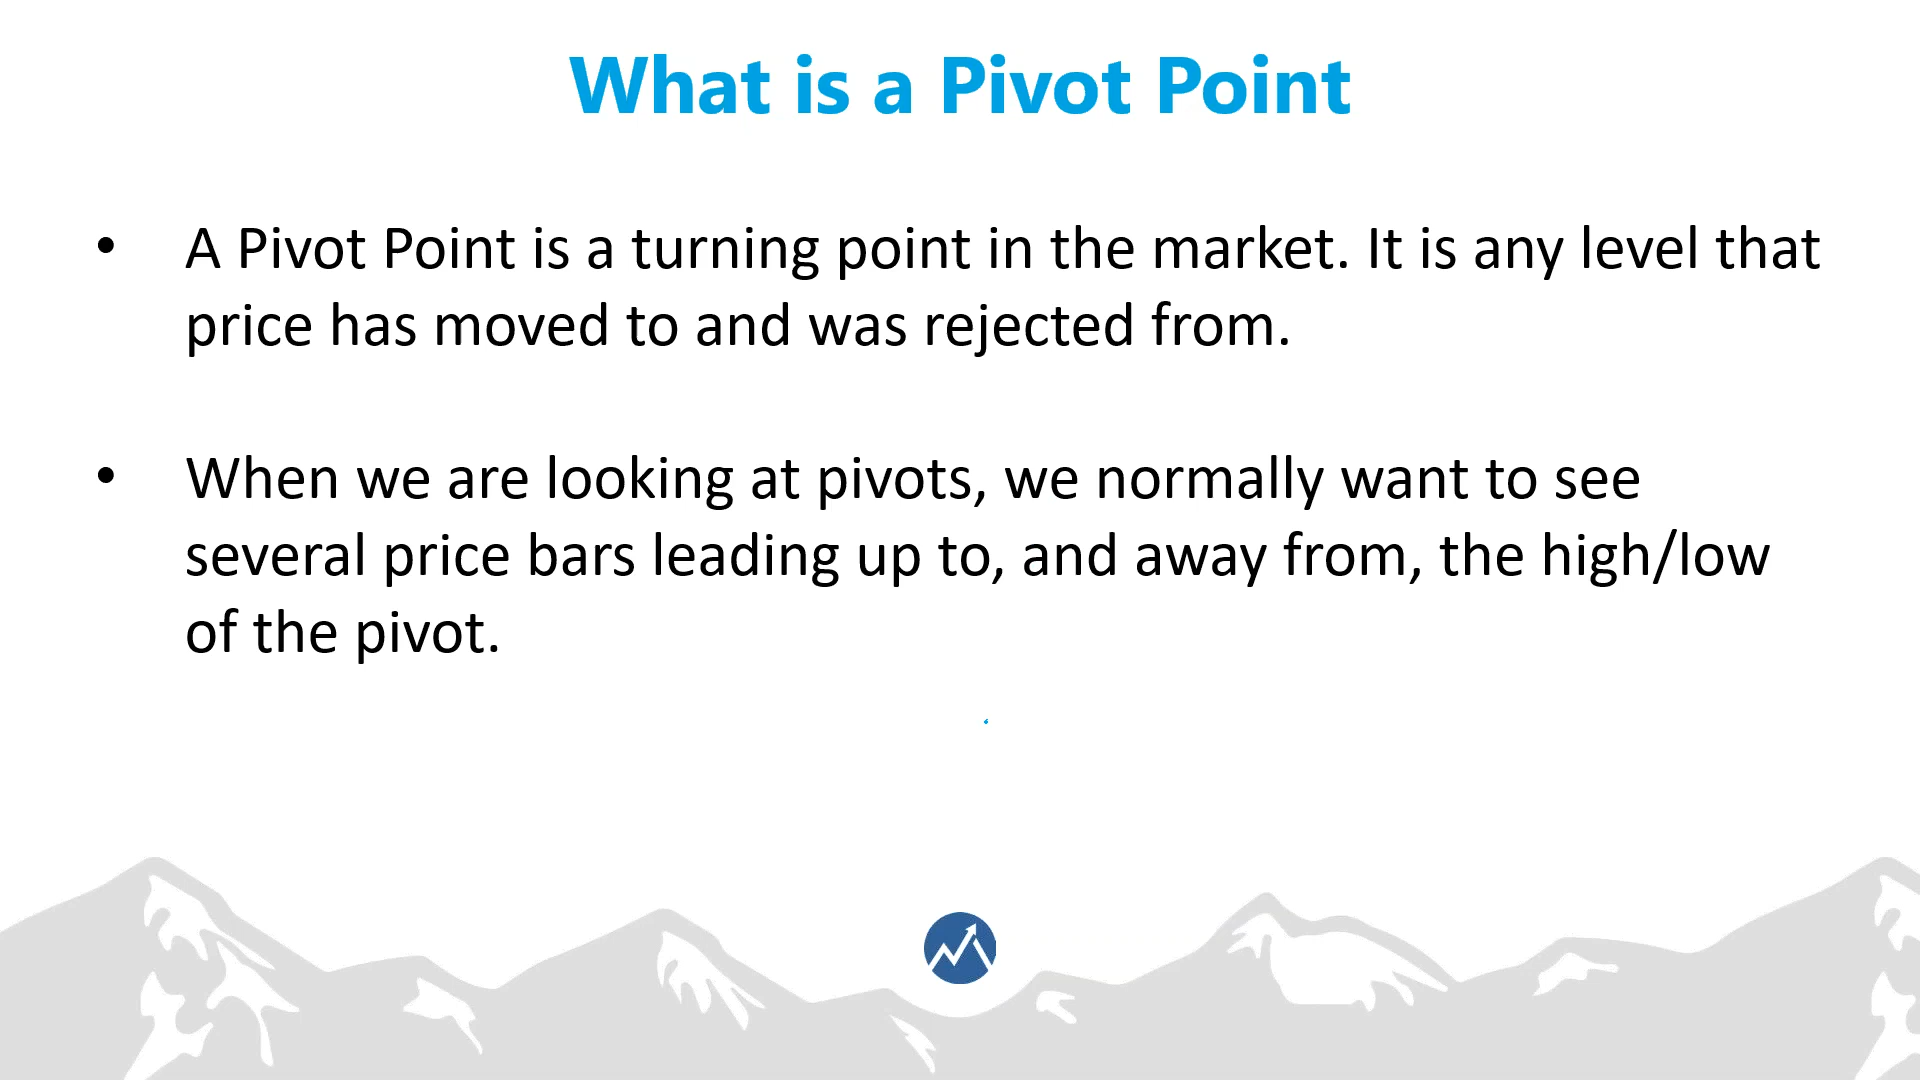 What is a Pivot Point
• A Pivot Point is a turning point in the market. It is any level that
price has moved to and was rejected from.
• When we are looking at pivots, we normally want to see
several price bars leading up to, and away from, the high/low
of the pivot.